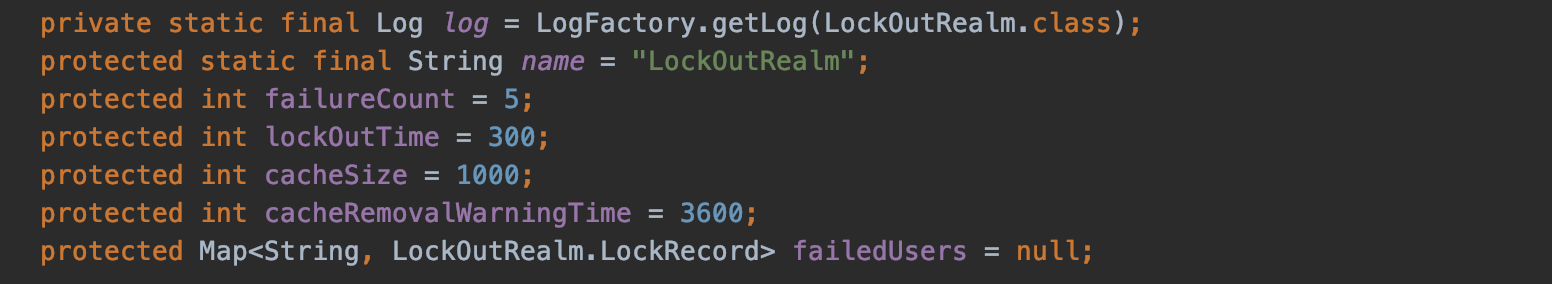 private static final Log log = LogFactory.getLog(LockOutRealm.class);
protected static final String name = "LockOutRealm";
protected int failureCount = 5;
protected int lockOutTime = 300;
protected int cacheSize = 1000;
protected int cacheRemovalWarningTime = 3600;
protected Map<String, LockOutRealm.LockRecord> failedUsers = null;